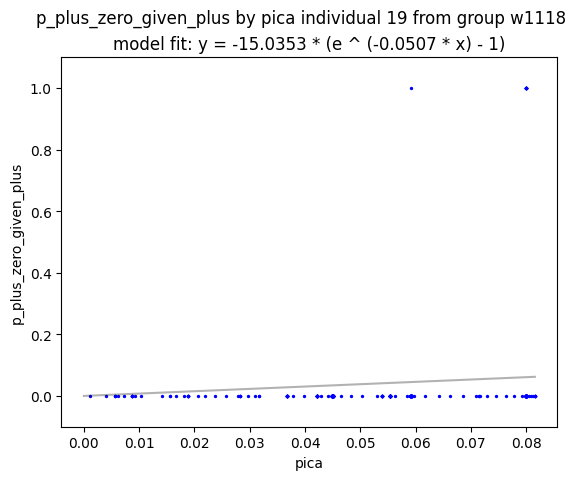 p_plus_zero_given_plus by pica individual 19 from group w1118
model fit: y = -15.0353 * (e ^ (-0.0507 * x) - 1)
1.0
0.8
0.6
0.4
0.2
0.0
p_plus_zero_given_plus
0.00 0.01 0.02 0.03 0.04 0.05 0.06 0.07 0.08
pica